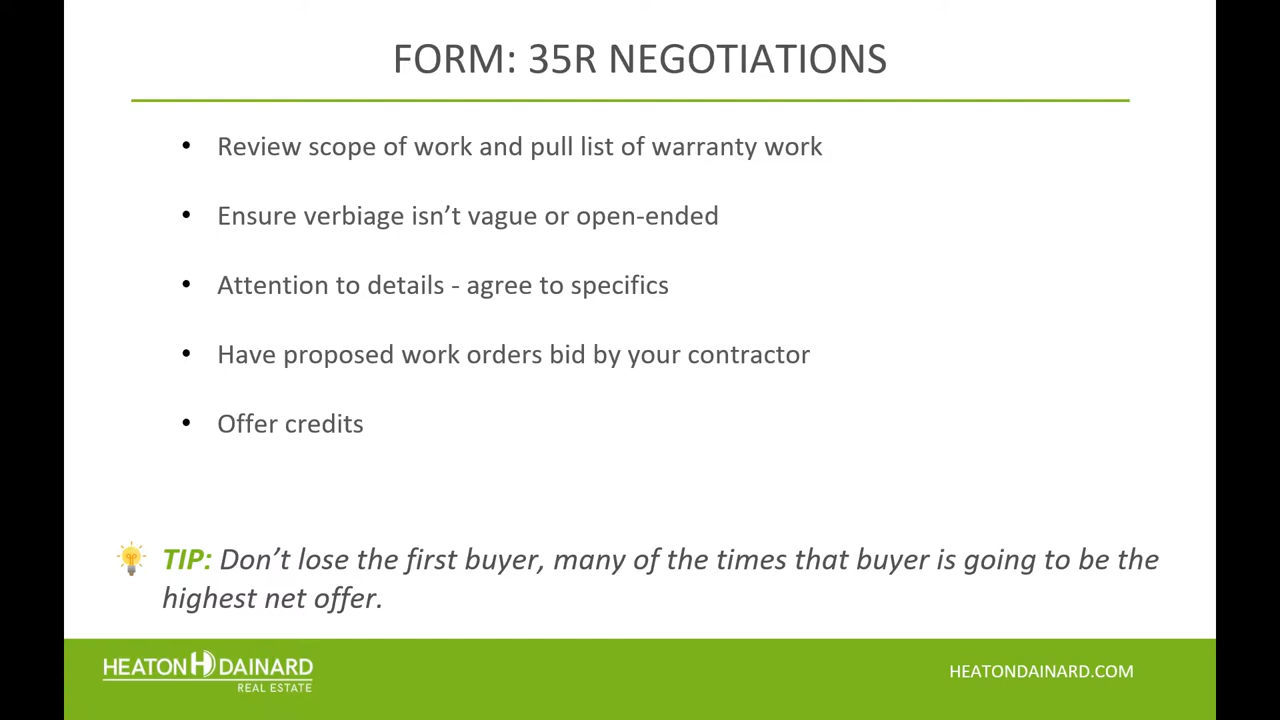 FORM: 35R NEGOTIATIONS
• Review scope of work and pull list of warranty work
• Ensure verbiage isn’t vague or open-ended
• Attention to details - agree to specifics
• Have proposed work orders bid by your contractor
• Offer credits
TIP: Don’t lose the first buyer, many of the times that buyer is going to be the
highest net offer.
HEATON H DAINARD
REAL ESTATE
HEATONDAINARD.COM